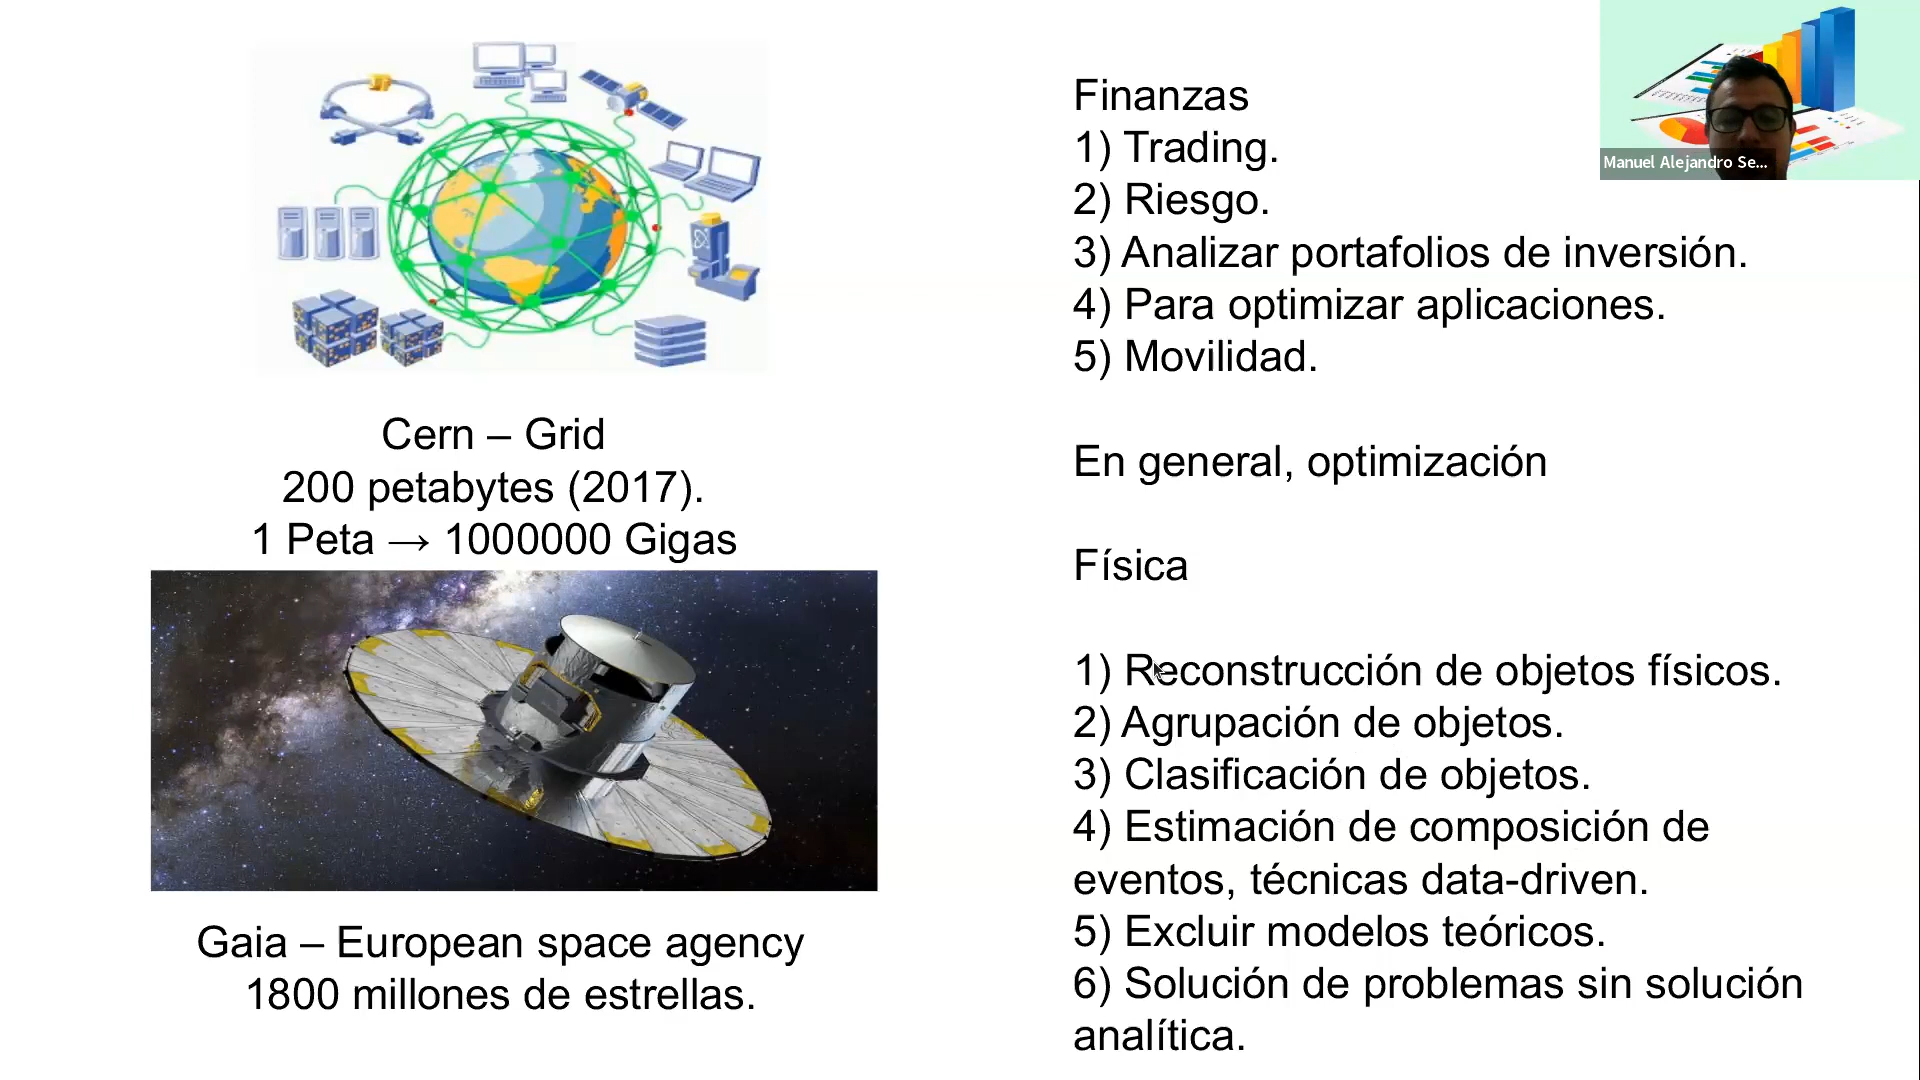 Cern – Grid
200 petabytes (2017).
1 Peta → 1000000 Gigas
Gaia – European space agency
1800 millones de estrellas.
Finanzas
1) Trading.
2) Riesgo.
3) Analizar portafolios de inversión.
4) Para optimizar aplicaciones.
5) Movilidad.
En general, optimización
Física
1) Reconstrucción de objetos físicos.
2) Agrupación de objetos.
3) Clasificación de objetos.
4) Estimación de composición de
eventos, técnicas data-driven.
5) Excluir modelos teóricos.
6) Solución de problemas sin solución
analítica.
Manuel Alejandro Se...